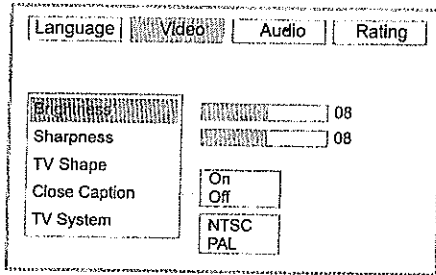 Language Video Audio Rating
Brightness 08
Sharpness 08
TV Shape
Close Caption
TV System
On
Off
NTSC
PAL